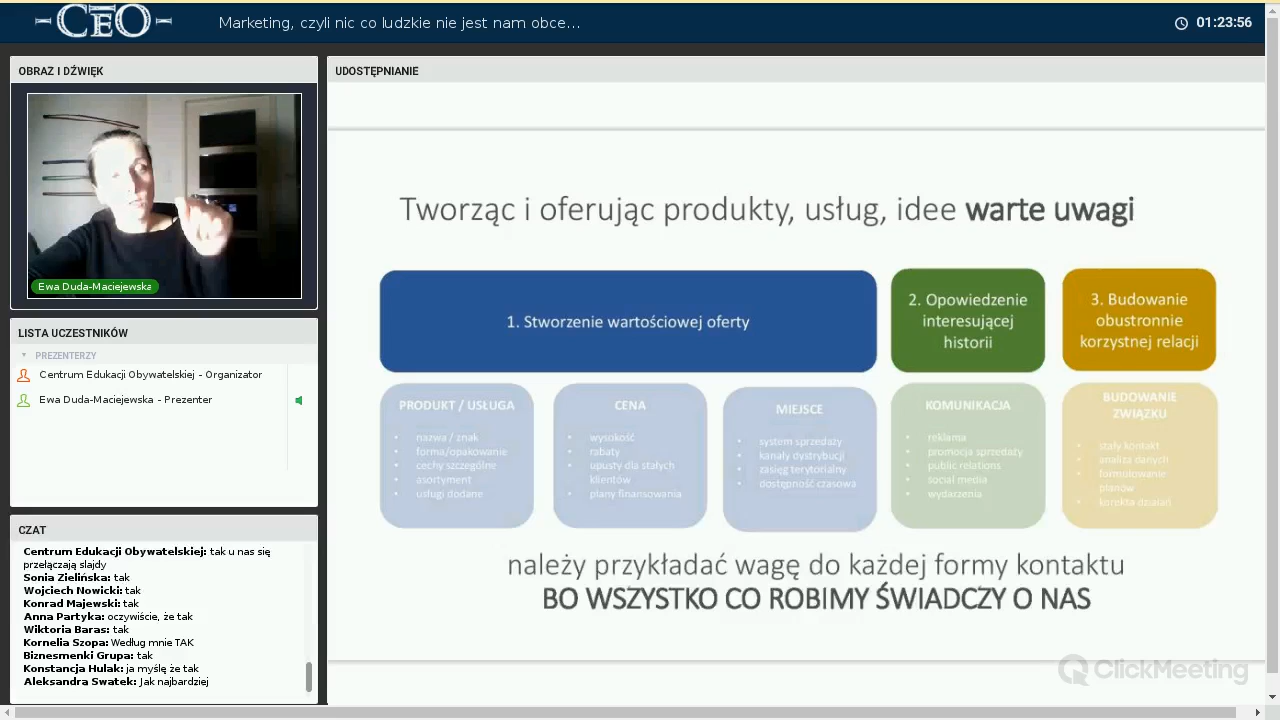 CEO
Marketing, czyli nic co ludzkie nie jest nam obce...
01:23:56
OBRAZ I DŹWIĘK
Ewa Duda-Maciejewska
LISTA UCZESTNIKÓW
PREZENTERZY
Centrum Edukacji Obywatelskiej - Organizator
Ewa Duda-Maciejewska - Prezenter
CZAT
Centrum Edukacji Obywatelskiej: tak u nas się
przełączają slajdy
Sonia Zielińska: tak
Wojciech Nowicki: tak
Konrad Majewski: tak
Anna Partyka: oczywiście, że tak
Wiktoria Baras: tak
Kornelia Szopa: Według mnie TAK
Biznesmenki Grupa: tak
Konstancja Hulak: ja myślę że tak
Aleksandra Swatek: Jak najbardziej
UDOSTĘPNIANIE
Tworząc i oferując produkty, usług, idee warte uwagi
1. Stworzenie wartościowej oferty
2. Opowiedzenie
interesującej
historii
3. Budowanie
obustronnie
korzystnej relacji
PRODUKT / USŁUGA
• nazwa / znak
• forma/opakowanie
• cechy szczególne
• asortyment
• usługi dodane
CENA
• wysokość
• rabaty
• upusty dla stałych
klientów
• plany finansowania
MIEJSCE
• system sprzedaży
• kanały dystrybucji
• zasięg terytorialny
• dostępność czasowa
KOMUNIKACJA
• reklama
• promocja sprzedaży
• public relations
• social media
• wydarzenia
BUDOWANIE
ZWIĄZKU
• stały kontakt
• analiza danych
• formułowanie
planów
• korekta działań
należy przykładać wagę do każdej formy kontaktu
BO WSZYSTKO CO ROBIMY ŚWIADCZY O NAS
ClickMeeting